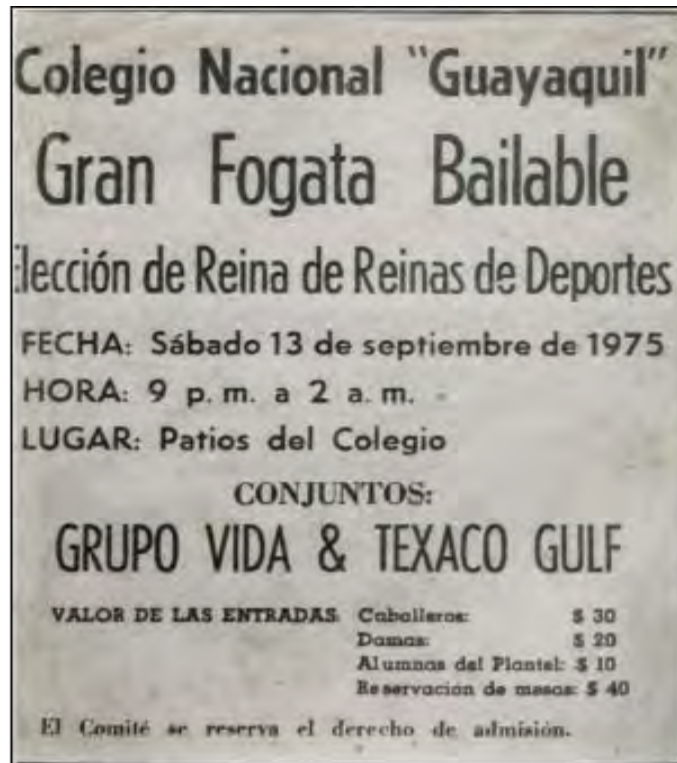 Colegio Nacional "Guayaquil"
Gran Fogata Bailable
Elección de Reina de Reinas de Deportes
FECHA: Sábado 13 de septiembre de 1975
HORA: 9 p. m. a 2 a. m.
LUGAR: Patios del Colegio
CONJUNTOS:
GRUPO VIDA & TEXACO GULF
VALOR DE LAS ENTRADAS: Caballeros: $ 30
Damas: $ 20
Alumnas del Plantel: $ 10
Reservación de mesas: $ 40
El Comité se reserva el derecho de admisión.